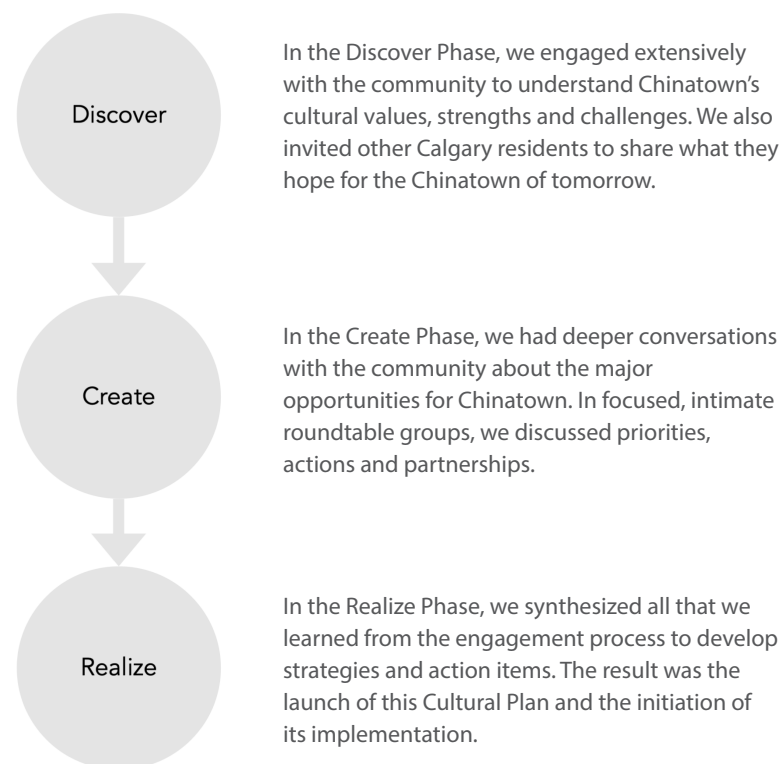 Discover
In the Discover Phase, we engaged extensively
with the community to understand Chinatown’s
cultural values, strengths and challenges. We also
invited other Calgary residents to share what they
hope for the Chinatown of tomorrow.
Create
In the Create Phase, we had deeper conversations
with the community about the major
opportunities for Chinatown. In focused, intimate
roundtable groups, we discussed priorities,
actions and partnerships.
Realize
In the Realize Phase, we synthesized all that we
learned from the engagement process to develop
strategies and action items. The result was the
launch of this Cultural Plan and the initiation of
its implementation.